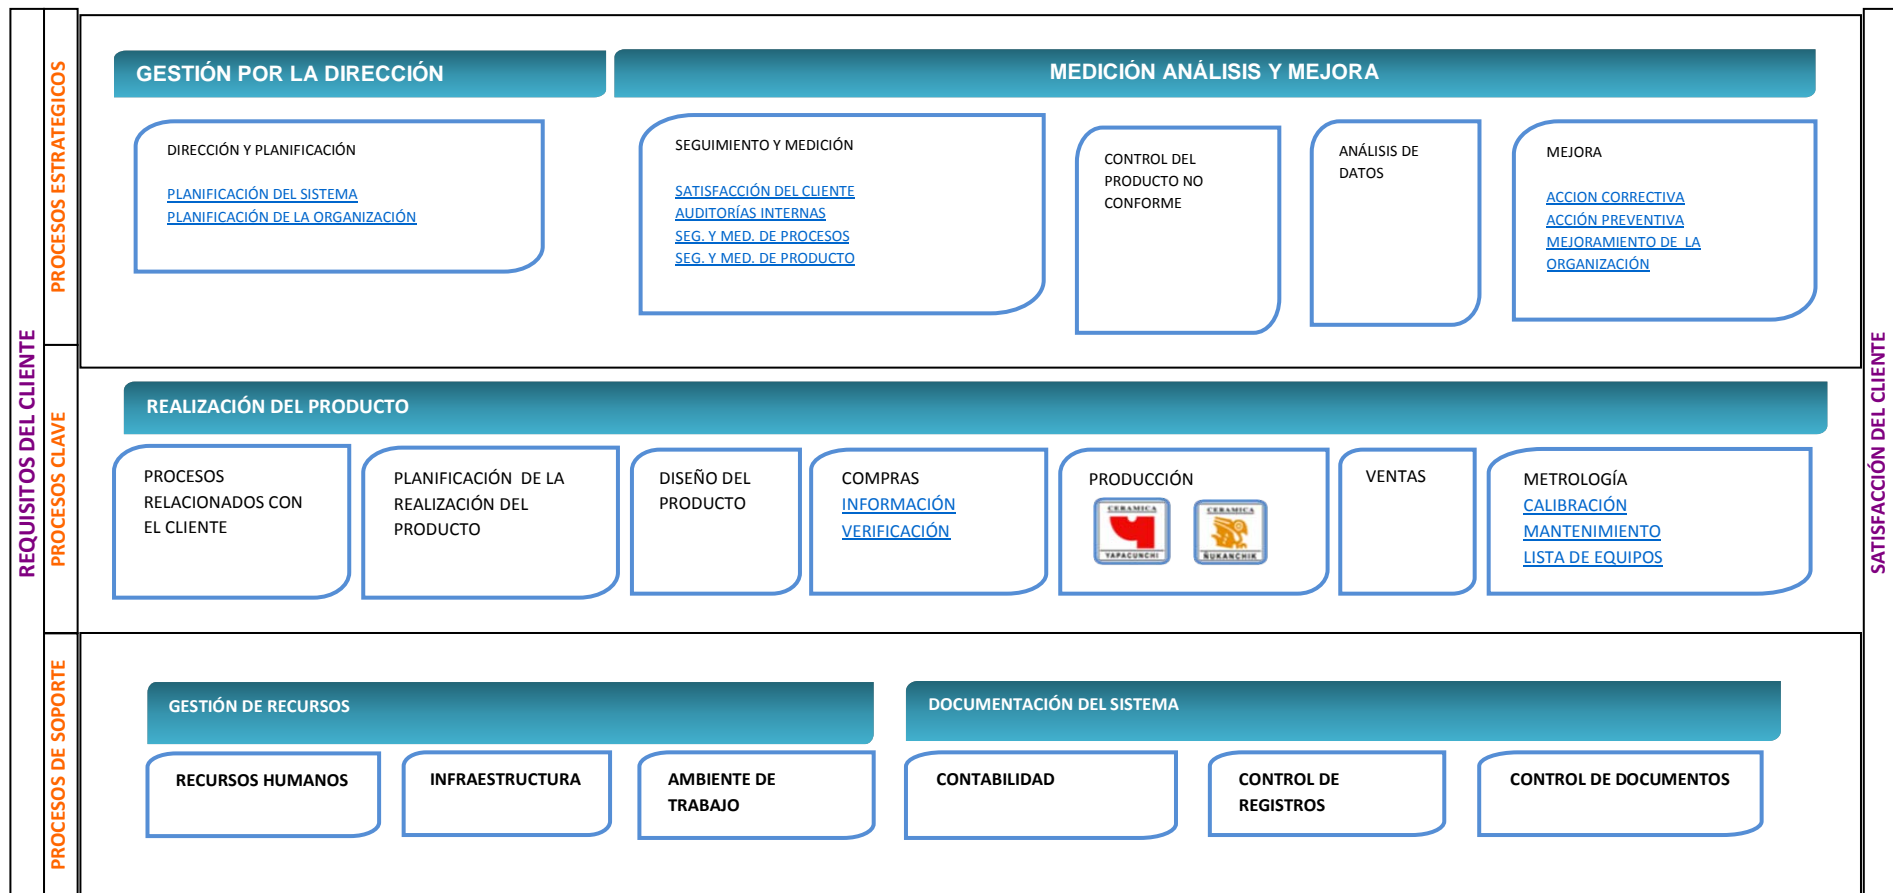 REQUISITOS DEL CLIENTE
PROCESOS ESTRATEGICOS
GESTIÓN POR LA DIRECCIÓN
MEDICIÓN ANÁLISIS Y MEJORA
DIRECCIÓN Y PLANIFICACIÓN
PLANIFICACIÓN DEL SISTEMA
PLANIFICACIÓN DE LA ORGANIZACIÓN
SEGUIMIENTO Y MEDICIÓN
SATISFACCIÓN DEL CLIENTE
AUDITORÍAS INTERNAS
SEG. Y MED. DE PROCESOS
SEG. Y MED. DE PRODUCTO
CONTROL DEL
PRODUCTO NO
CONFORME
ANÁLISIS DE
DATOS
MEJORA
ACCION CORRECTIVA
ACCIÓN PREVENTIVA
MEJORAMIENTO DE LA
ORGANIZACIÓN
PROCESOS CLAVE
REALIZACIÓN DEL PRODUCTO
PROCESOS
RELACIONADOS CON
EL CLIENTE
PLANIFICACIÓN DE LA
REALIZACIÓN DEL
PRODUCTO
DISEÑO DEL
PRODUCTO
COMPRAS
INFORMACIÓN
VERIFICACIÓN
PRODUCCIÓN
CERAMICA
YAPACUNCHI
CERAMICA
ÑUKANCHIK
VENTAS
METROLOGÍA
CALIBRACIÓN
MANTENIMIENTO
LISTA DE EQUIPOS
PROCESOS DE SOPORTE
GESTIÓN DE RECURSOS
DOCUMENTACIÓN DEL SISTEMA
RECURSOS HUMANOS
INFRAESTRUCTURA
AMBIENTE DE
TRABAJO
CONTABILIDAD
CONTROL DE
REGISTROS
CONTROL DE DOCUMENTOS
SATISFACCIÓN DEL CLIENTE